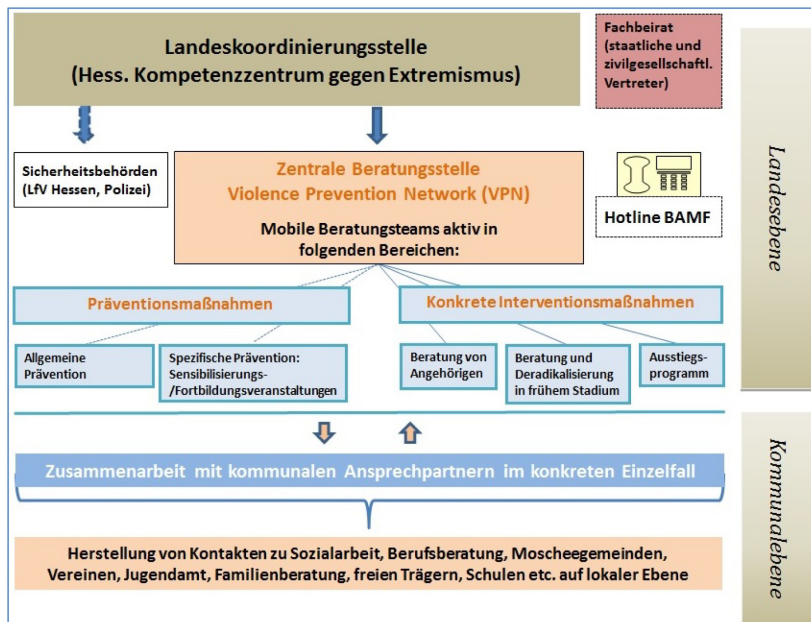 Landeskoordinierungsstelle
(Hess. Kompetenzzentrum gegen Extremismus)
Fachbeirat
(staatliche und
zivilgesellschaftl.
Vertreter)
Sicherheitsbehörden
(LfV Hessen, Polizei)
Zentrale Beratungsstelle
Violence Prevention Network (VPN)
Mobile Beratungsteams aktiv in
folgenden Bereichen:
Hotline BAMF
Landesebene
Präventionsmaßnahmen
Konkrete Interventionsmaßnahmen
Allgemeine
Prävention
Spezifische Prävention:
Sensibilisierungs-
/Fortbildungsveranstaltungen
Beratung von
Angehörigen
Beratung und
Deradikalisierung
in frühem Stadium
Ausstiegs-
programm
Zusammenarbeit mit kommunalen Ansprechpartnern im konkreten Einzelfall
Herstellung von Kontakten zu Sozialarbeit, Berufsberatung, Moscheegemeinden,
Vereinen, Jugendamt, Familienberatung, freien Trägern, Schulen etc. auf lokaler Ebene
Kommunalebene